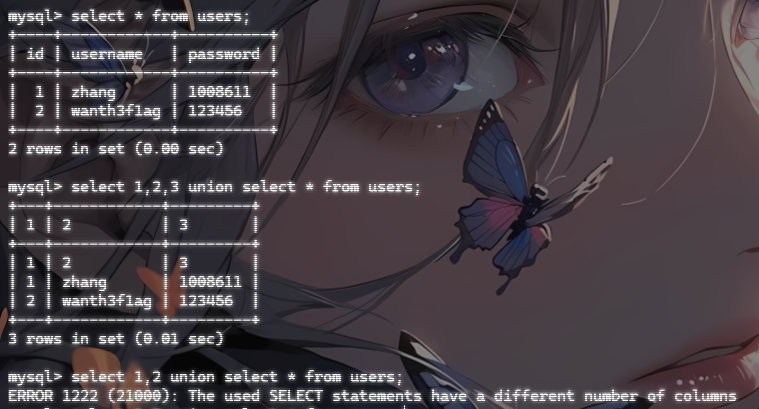 mysql> select * from users;
+----+------------+----------+
| id | username   | password |
+----+------------+----------+
|  1 | zhang      | 1008611  |
|  2 | wanth3f1ag | 123456   |
+----+------------+----------+
2 rows in set (0.00 sec)
mysql> select 1,2,3 union select * from users;
+---+------------+---------+
| 1 | 2          | 3       |
+---+------------+---------+
| 1 | 2          | 3       |
| 1 | zhang      | 1008611 |
| 2 | wanth3f1ag | 123456  |
+---+------------+---------+
3 rows in set (0.01 sec)
mysql> select 1,2 union select * from users;
ERROR 1222 (21000): The used SELECT statements have a different number of columns